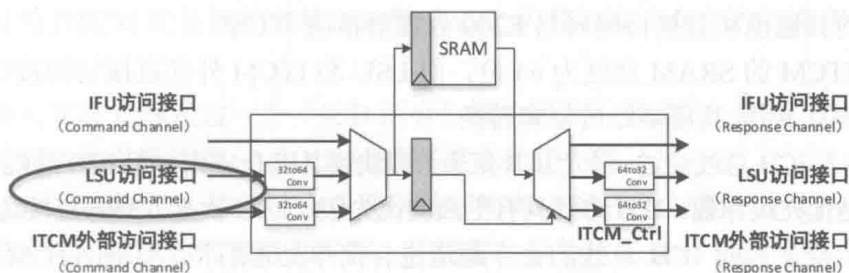 TCM 的 SRAM
SRAM
IFU访问接口
(Command Channel)
IFU访问接口
(Response Channel)
LSU访问接口
(Command Channel)
32to64
Conv
64to32
Conv
LSU访问接口
(Response Channel)
32to64
Conv
64to32
Conv
ITCM_Ctrl
ITCM外部访问接口
(Command Channel)
ITCM外部访问接口
(Response Channel)